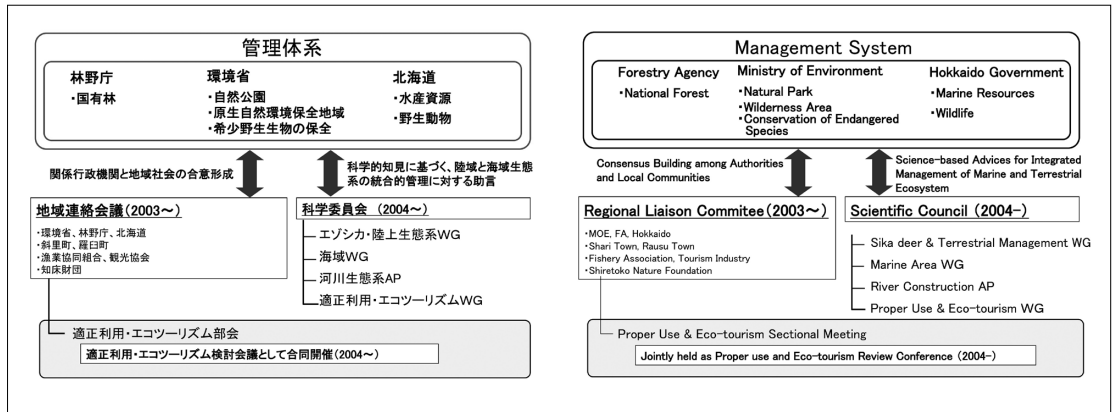 管理体系
林野庁
・国有林
環境省
・自然公園
・原生自然環境保全地域
・希少野生生物の保全
北海道
・水産資源
・野生動物
関係行政機関と地域社会の合意形成
科学的知見に基づく、陸域と海域生態
系の統合的管理に対する助言
地域連絡会議(2003～)
・環境省、林野庁、北海道
・斜里町、羅臼町
・漁業協同組合、観光協会
・知床財団
科学委員会 (2004～)
エゾシカ・陸上生態系WG
海域WG
河川生態系AP
適正利用・エコツーリズムWG
適正利用・エコツーリズム部会
適正利用・エコツーリズム検討会議として合同開催(2004～)
Management System
Forestry Agency
・National Forest
Ministry of Environment
・Natural Park
・Wilderness Area
・Conservation of Endangered
Species
Hokkaido Government
・Marine Resources
・Wildlife
Consensus Building among Authorities
and Local Communities
Science-based Advices for Integrated
Management of Marine and Terrestrial
Ecosystem
Regional Liaison Commitee(2003～)
・MOE, FA, Hokkaido
・Shari Town, Rausu Town
・Fishery Association, Tourism Industry
・Shiretoko Nature Foundation
Scientific Council (2004-)
Sika deer & Terrestrial Management WG
Marine Area WG
River Construction AP
Proper Use & Eco-tourism WG
Proper Use & Eco-tourism Sectional Meeting
Jointly held as Proper use and Eco-tourism Review Conference (2004-)